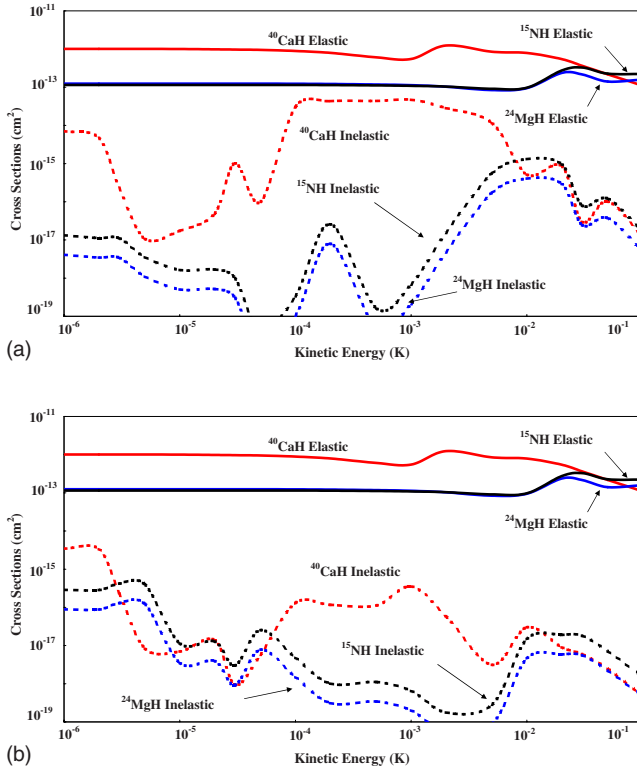 10⁻¹¹
⁴⁰CaH Elastic
¹⁵NH Elastic
10⁻¹³
²⁴MgH Elastic
⁴⁰CaH Inelastic
10⁻¹⁵
¹⁵NH Inelastic
10⁻¹⁷
²⁴MgH Inelastic
10⁻¹⁹
Cross Sections (cm²)
10⁻⁶ 10⁻⁵ 10⁻⁴ 10⁻³ 10⁻² 10⁻¹
(a) Kinetic Energy (K)
10⁻¹¹
⁴⁰CaH Elastic
¹⁵NH Elastic
10⁻¹³
²⁴MgH Elastic
10⁻¹⁵
⁴⁰CaH Inelastic
10⁻¹⁷
¹⁵NH Inelastic
²⁴MgH Inelastic
10⁻¹⁹
Cross Sections (cm²)
10⁻⁶ 10⁻⁵ 10⁻⁴ 10⁻³ 10⁻² 10⁻¹
(b) Kinetic Energy (K)